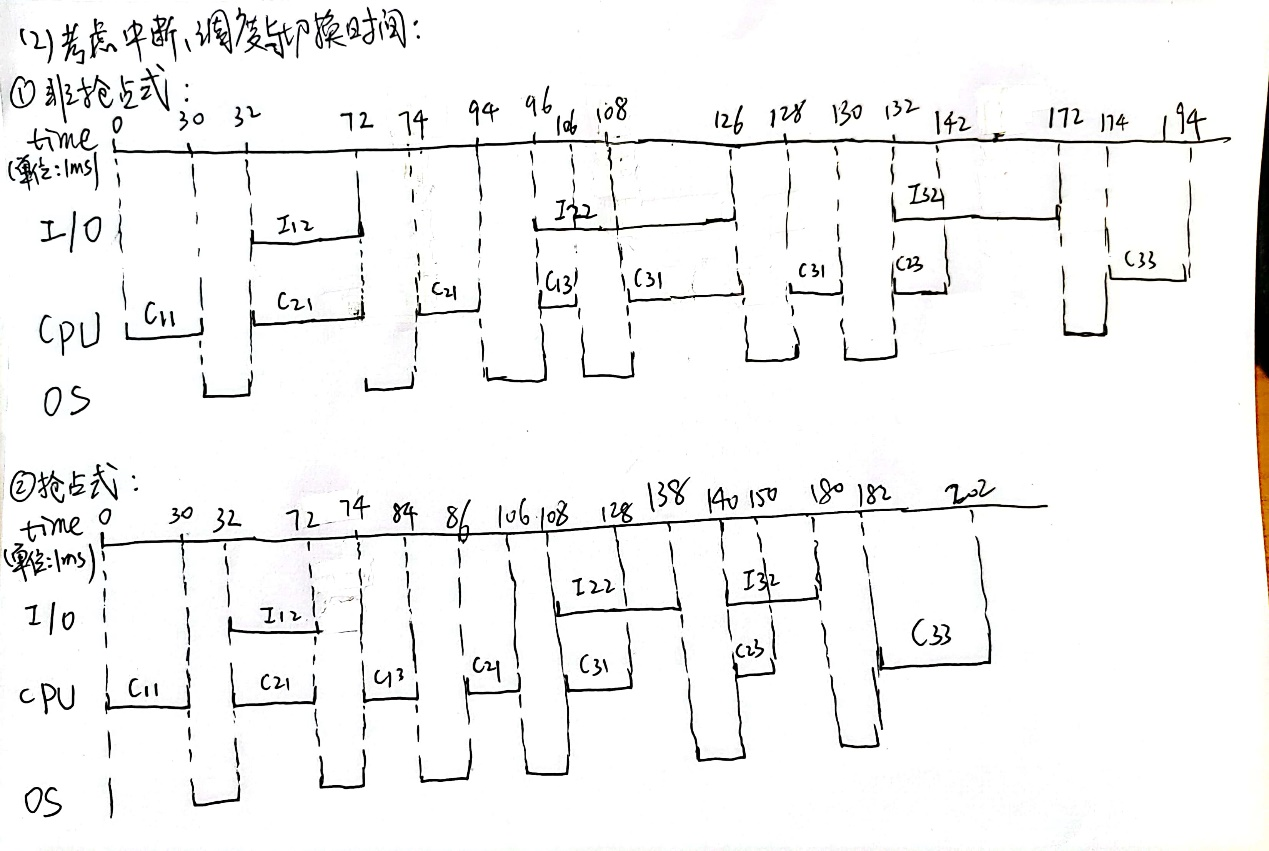 (2)考虑中断、调度与切换时间:
①非抢占式:
time 0 30 32 72 74 94 96 106 108 126 128 130 132 142 172 174 194
(单位:1ms)
I/O I12 I22 I32
CPU C11 C21 C21 C13 C31 C31 C23 C33
OS
②抢占式:
time 0 30 32 72 74 84 86 106 108 128 138 140 150 180 182 202
(单位:1ms)
I/O I12 I22 I32
CPU C11 C21 C13 C21 C31 C23 C33
OS